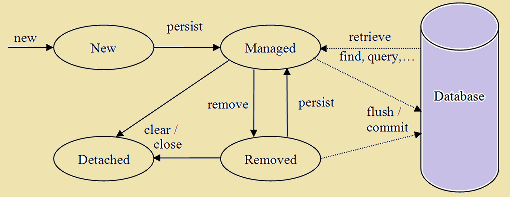 new
New
persist
Managed
retrieve
find, query,…
Database
remove
persist
flush /
commit
clear /
close
Detached
Removed